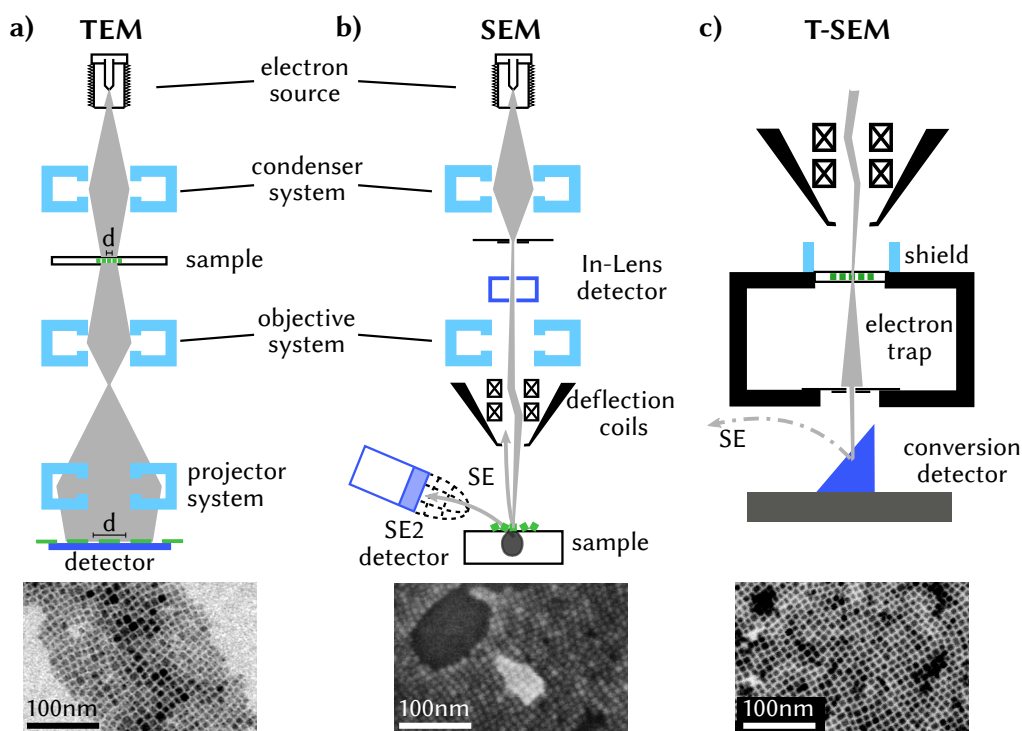 a)
TEM
b)
SEM
c)
T-SEM
electron
source
condenser
system
d
sample
shield
In-Lens
detector
objective
system
electron
trap
deflection
coils
SE
projector
system
SE
conversion
detector
d
SE2
detector
sample
detector
100nm
100nm
100nm